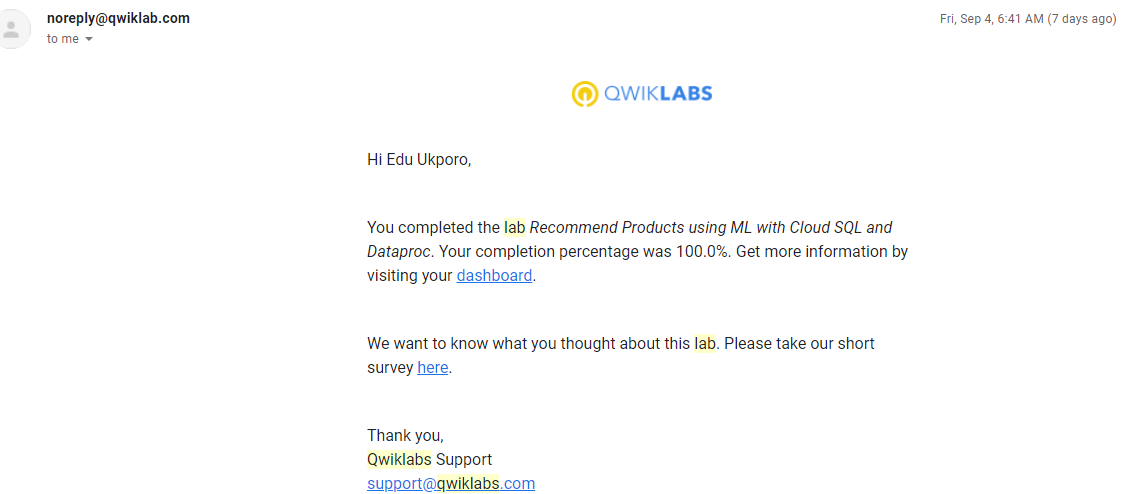 noreply@qwiklab.com
Fri, Sep 4, 6:41 AM (7 days ago)
to me
QWIKLABS
Hi Edu Ukporo,
You completed the lab Recommend Products using ML with Cloud SQL and
Dataproc. Your completion percentage was 100.0%. Get more information by
visiting your dashboard.
We want to know what you thought about this lab. Please take our short
survey here.
Thank you,
Qwiklabs Support
support@qwiklabs.com